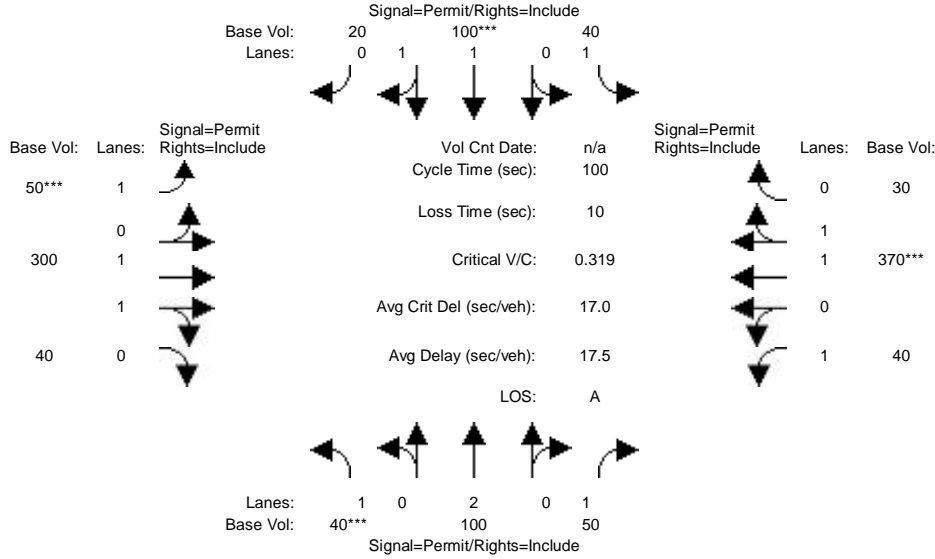 Signal=Permit/Rights=Include
Base Vol: 20 100*** 40
Lanes: 0 1 1 0 1
Signal=Permit
Rights=Include
Base Vol: Lanes:
50*** 1
0
300 1
1
40 0
Vol Cnt Date: n/a
Cycle Time (sec): 100
Loss Time (sec): 10
Critical V/C: 0.319
Avg Crit Del (sec/veh): 17.0
Avg Delay (sec/veh): 17.5
LOS: A
Signal=Permit
Rights=Include
Lanes: Base Vol:
0 30
1
1 370***
0
1 40
Lanes: 1 0 2 0 1
Base Vol: 40*** 100 50
Signal=Permit/Rights=Include